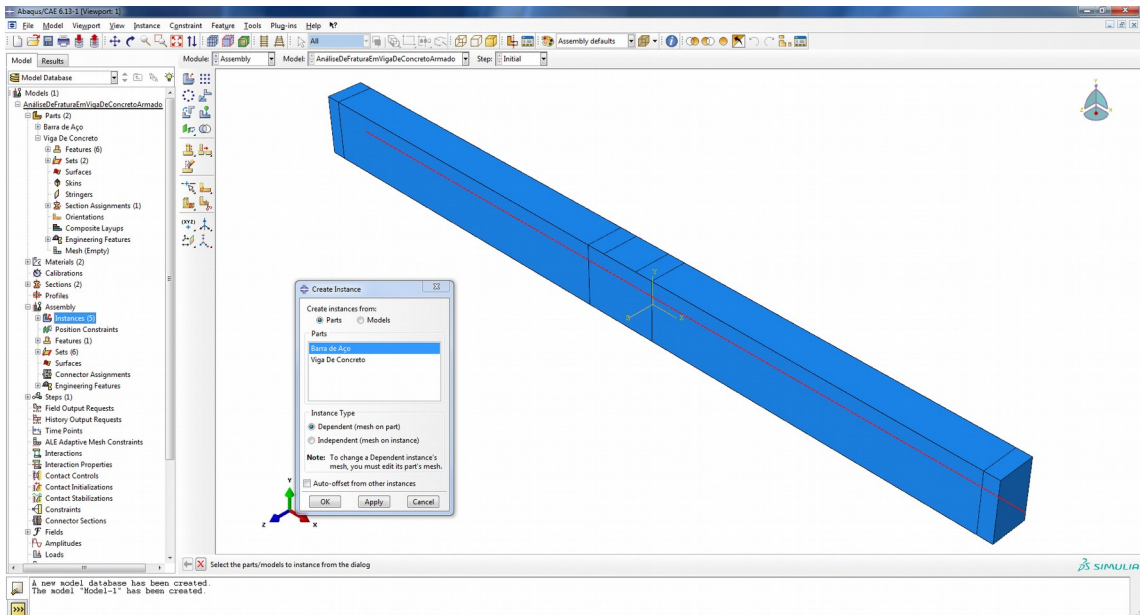 Abaqus/CAE 6.13-1 [Viewport: 1]
File Model Viewport View Instance Constraint Feature Tools Plug-ins Help
All Assembly defaults
Model Results Module: Assembly Model: AnáliseDeFraturaEmVigaDeConcretoArmado Step: Initial
Model Database
Models (1)
AnáliseDeFraturaEmVigaDeConcretoArmado
Parts (2)
Barra de Aço
Viga De Concreto
Features (6)
Sets (2)
Surfaces
Skins
Stringers
Section Assignments (1)
Orientations
Composite Layups
Engineering Features
Mesh (Empty)
Materials (2)
Calibrations
Sections (2)
Profiles
Assembly
Instances (5)
Position Constraints
Features (1)
Sets (6)
Surfaces
Connector Assignments
Engineering Features
Steps (1)
Field Output Requests
History Output Requests
Time Points
ALE Adaptive Mesh Constraints
Interactions
Interaction Properties
Contact Controls
Contact Initializations
Contact Stabilizations
Constraints
Connector Sections
Fields
Amplitudes
Loads
Create Instance
Create instances from:
Parts Models
Parts
Barra de Aço
Viga De Concreto
Instance Type
Dependent (mesh on part)
Independent (mesh on instance)
Note: To change a Dependent instance's
mesh, you must edit its part's mesh.
Auto-offset from other instances
OK Apply Cancel
Y
Z X
Y
Z X
Select the parts/models to instance from the dialog
SIMULIA
A new model database has been created.
The model "Model-1" has been created.
>>>